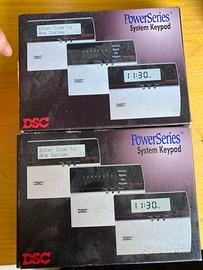 PowerSeries®
System Keypad
Enter Code to
Arm System
11:30
DSC
DSC
PowerSeries®
System Keypad
Enter Code to
Arm System
11:30
DSC
DSC